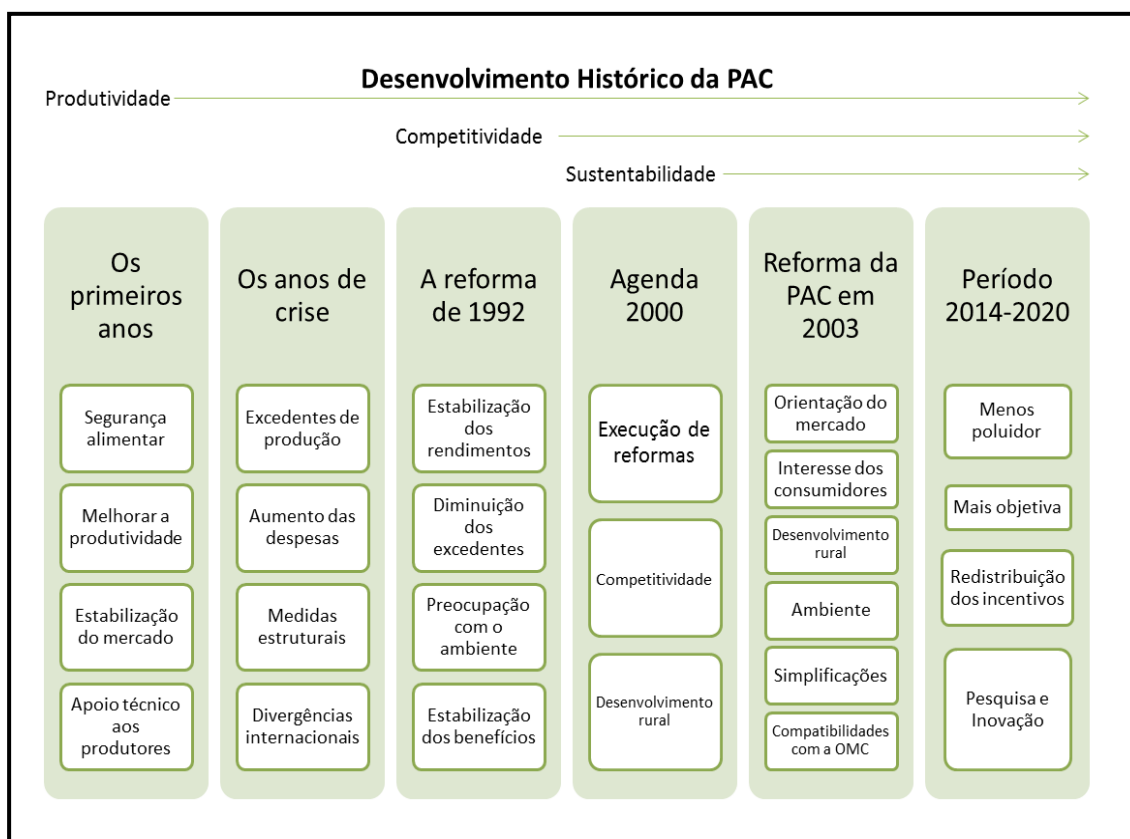 Desenvolvimento Histórico da PAC
Produtividade
Competitividade
Sustentabilidade
Os
primeiros
anos
Segurança
alimentar
Melhorar a
produtividade
Estabilização
do mercado
Apoio técnico
aos
produtores
Os anos de
crise
Excedentes de
produção
Aumento das
despesas
Medidas
estruturais
Divergências
internacionais
A reforma
de 1992
Estabilização
dos
rendimentos
Diminuição
dos
excedentes
Preocupação
com o
ambiente
Estabilização
dos benefícios
Agenda
2000
Execução de
reformas
Competitividade
Desenvolvimento
rural
Reforma da
PAC em
2003
Orientação do
mercado
Interesse dos
consumidores
Desenvolvimento
rural
Ambiente
Simplificações
Compatibilidades
com a OMC
Período
2014-2020
Menos
poluidor
Mais objetiva
Redistribuição
dos incentivos
Pesquisa e
Inovação